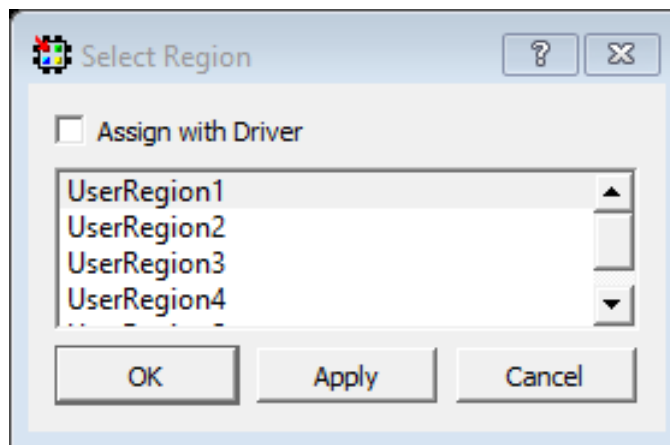 Select Region
Assign with Driver
UserRegion1
UserRegion2
UserRegion3
UserRegion4
OK Apply Cancel